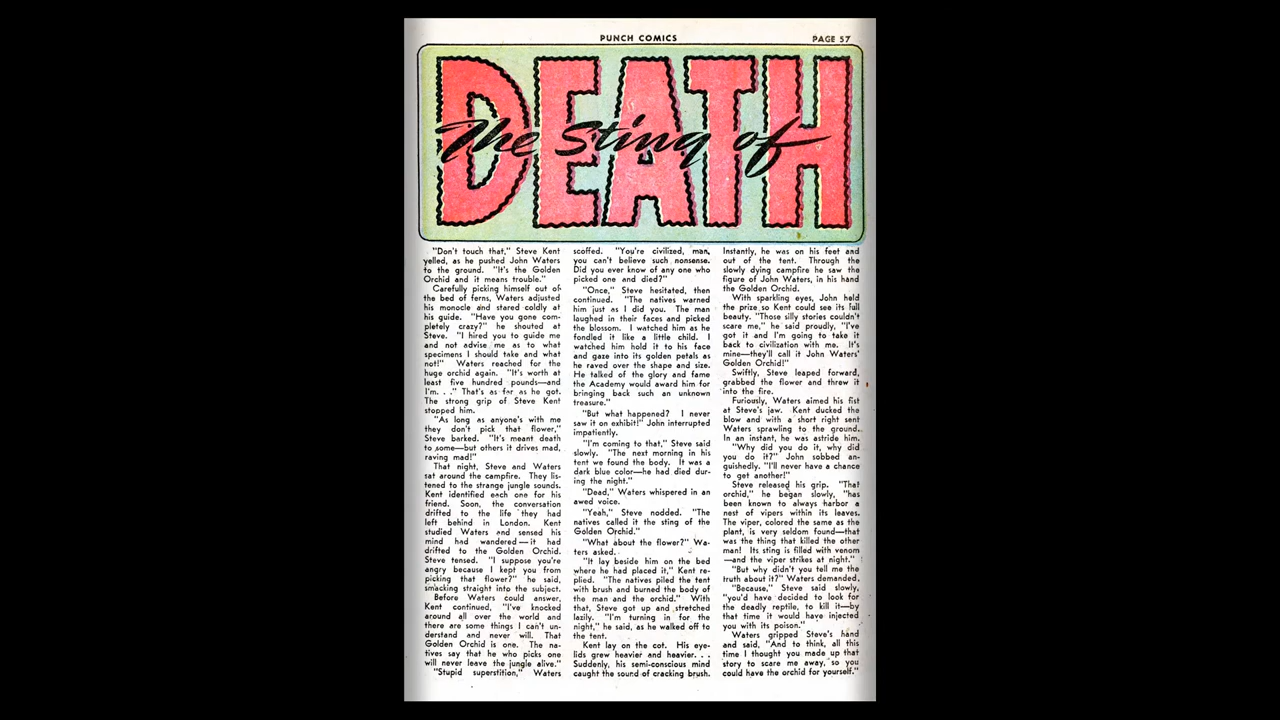 PUNCH COMICS
PAGE 57
The Sting of
DEATH
"Don't touch that," Steve Kent
yelled, as he pushed John Waters
to the ground. "It's the Golden
Orchid and it means trouble."
Carefully picking himself out of
the bed of ferns, Waters adjusted
his monocle and stared coldly at
his guide. "Have you gone com-
pletely crazy?" he shouted at
Steve. "I hired you to guide me
and not advise me as to what
specimens I should take and what
not!" Waters reached for the
huge orchid again. "It's worth at
least five hundred pounds—and
I'm. . ." That's as far as he got.
The strong grip of Steve Kent
stopped him.
"As long as anyone's with me
they don't pick that flower,"
Steve barked. "It's meant death
to some—but others it drives mad,
raving mad!"
That night, Steve and Waters
sat around the campfire. They lis-
tened to the strange jungle sounds.
Kent identified each one for his
friend. Soon, the conversation
drifted to the life they had
left behind in London. Kent
studied Waters and sensed his
mind had wandered—it had
drifted to the Golden Orchid.
Steve tensed. "I suppose you're
angry because I kept you from
picking that flower?" he said,
smacking straight into the subject.
Before Waters could answer,
Kent continued, "I've knocked
around all over the world and
there are some things I can't un-
derstand and never will. That
Golden Orchid is one. The na-
tives say that he who picks one
will never leave the jungle alive."
"Stupid superstition," Waters
scoffed. "You're civilized, man,
you can't believe such nonsense.
Did you ever know of any one who
picked one and died?"
"Once," Steve hesitated, then
continued. "The natives warned
him just as I did you. The man
laughed in their faces and picked
the blossom. I watched him as he
fondled it like a little child. I
watched him hold it to his face
and gaze into its golden petals as
he raved over the shape and size.
He talked of the glory and fame
the Academy would award him for
bringing back such an unknown
treasure."
"But what happened? I never
saw it on exhibit!" John interrupted
impatiently.
"I'm coming to that," Steve said
slowly. "The next morning in his
tent we found the body. It was a
dark blue color—he had died dur-
ing the night."
"Dead," Waters whispered in an
awed voice.
"Yeah," Steve nodded. "The
natives called it the sting of the
Golden Orchid."
"What about the flower?" Wa-
ters asked.
"It lay beside him on the bed
where he had placed it," Kent re-
plied. "The natives piled the tent
with brush and burned the body of
the man and the orchid." With
that, Steve got up and stretched
lazily. "I'm turning in for the
night," he said, as he walked off to
the tent.
Kent lay on the cot. His eye-
lids grew heavier and heavier. . .
Suddenly, his semi-conscious mind
caught the sound of cracking brush.
Instantly, he was on his feet and
out of the tent. Through the
slowly dying campfire he saw the
figure of John Waters, in his hand
the Golden Orchid.
With sparkling eyes, John held
the prize so Kent could see its full
beauty. "Those silly stories couldn't
scare me," he said proudly, "I've
got it and I'm going to take it
back to civilization with me. It's
mine—they'll call it John Waters'
Golden Orchid!"
Swiftly, Steve leaped forward,
grabbed the flower and threw it
into the fire.
Furiously, Waters aimed his fist
at Steve's jaw. Kent ducked the
blow and with a short right sent
Waters sprawling to the ground.
In an instant, he was astride him.
"Why did you do it, why did
you do it?" John sobbed an-
guishedly. "I'll never have a chance
to get another!"
Steve released his grip. "That
orchid," he began slowly, "has
been known to always harbor a
nest of vipers within its leaves.
The viper, colored the same as the
plant, is very seldom found—that
was the thing that killed the other
man! Its sting is filled with venom
—and the viper strikes at night."
"But why didn't you tell me the
truth about it?" Waters demanded.
"Because," Steve said slowly,
"you'd have decided to look for
the deadly reptile, to kill it—by
that time it would have injected
you with its poison."
Waters gripped Steve's hand
and said, "And to think, all this
time I thought you made up that
story to scare me away, so you
could have the orchid for yourself."